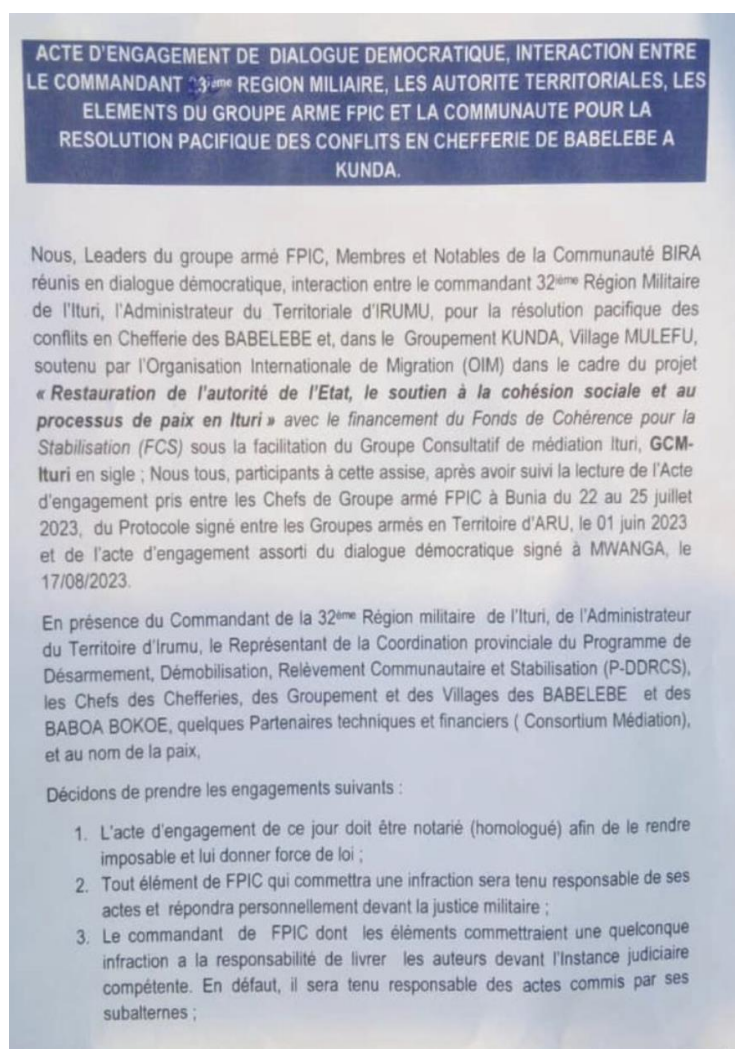 ACTE D'ENGAGEMENT DE DIALOGUE DEMOCRATIQUE, INTERACTION ENTRE
LE COMMANDANT 33ème REGION MILIAIRE, LES AUTORITE TERRITORIALES, LES
ELEMENTS DU GROUPE ARME FPIC ET LA COMMUNAUTE POUR LA
RESOLUTION PACIFIQUE DES CONFLITS EN CHEFFERIE DE BABELEBE A
KUNDA.
Nous, Leaders du groupe armé FPIC, Membres et Notables de la Communauté BIRA
réunis en dialogue démocratique, interaction entre le commandant 32ième Région Militaire
de l'Ituri, l'Administrateur du Territoriale d'IRUMU, pour la résolution pacifique des
conflits en Chefferie des BABELEBE et, dans le Groupement KUNDA, Village MULEFU,
soutenu par l'Organisation Internationale de Migration (OIM) dans le cadre du projet
« Restauration de l'autorité de l'Etat, le soutien à la cohésion sociale et au
processus de paix en Ituri » avec le financement du Fonds de Cohérence pour la
Stabilisation (FCS) sous la facilitation du Groupe Consultatif de médiation Ituri, GCM-
Ituri en sigle ; Nous tous, participants à cette assise, après avoir suivi la lecture de l'Acte
d'engagement pris entre les Chefs de Groupe armé FPIC à Bunia du 22 au 25 juillet
2023, du Protocole signé entre les Groupes armés en Territoire d'ARU, le 01 juin 2023
et de l'acte d'engagement assorti du dialogue démocratique signé à MWANGA, le
17/08/2023.
En présence du Commandant de la 32ème Région militaire de l'Ituri, de l'Administrateur
du Territoire d'Irumu, le Représentant de la Coordination provinciale du Programme de
Désarmement, Démobilisation, Relèvement Communautaire et Stabilisation (P-DDRCS),
les Chefs des Chefferies, des Groupement et des Villages des BABELEBE et des
BABOA BOKOE, quelques Partenaires techniques et financiers ( Consortium Médiation),
et au nom de la paix,
Décidons de prendre les engagements suivants :
1. L'acte d'engagement de ce jour doit être notarié (homologué) afin de le rendre
imposable et lui donner force de loi ;
2. Tout élément de FPIC qui commettra une infraction sera tenu responsable de ses
actes et répondra personnellement devant la justice militaire ;
3. Le commandant de FPIC dont les éléments commettraient une quelconque
infraction a la responsabilité de livrer les auteurs devant l'Instance judiciaire
compétente. En défaut, il sera tenu responsable des actes commis par ses
subalternes ;